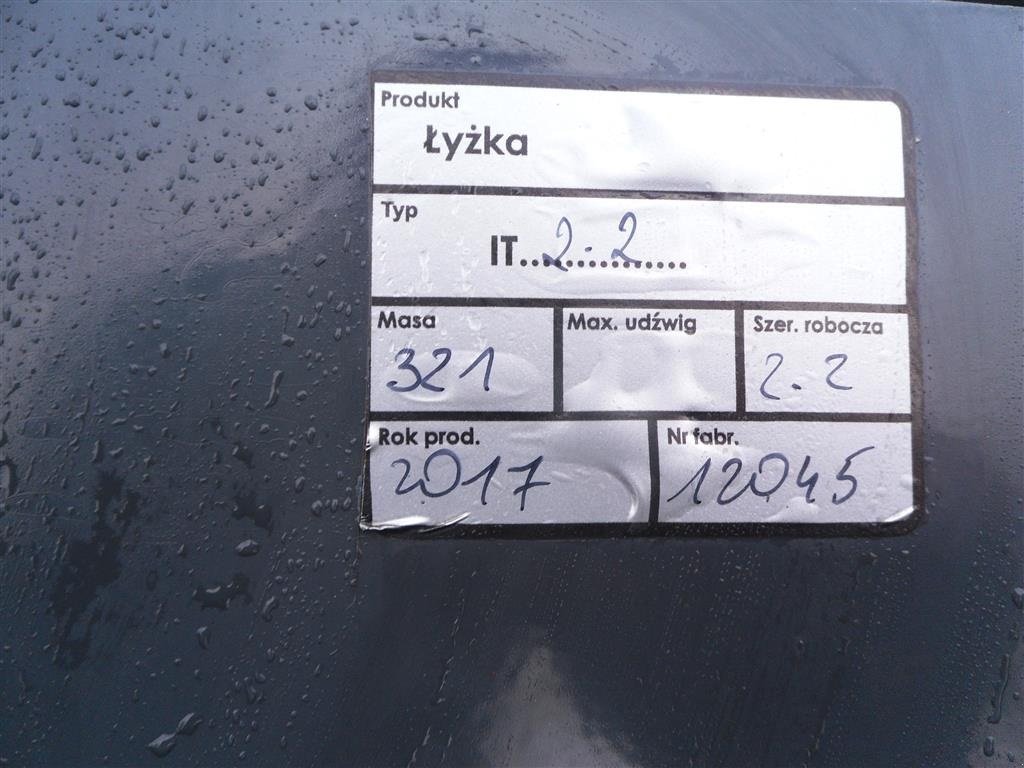 Produkt
Łyżka
Typ
IT...2.2......
Masa
321
Max. udźwig
Szer. robocza
2.2
Rok prod.
2017
Nr fabr.
12045